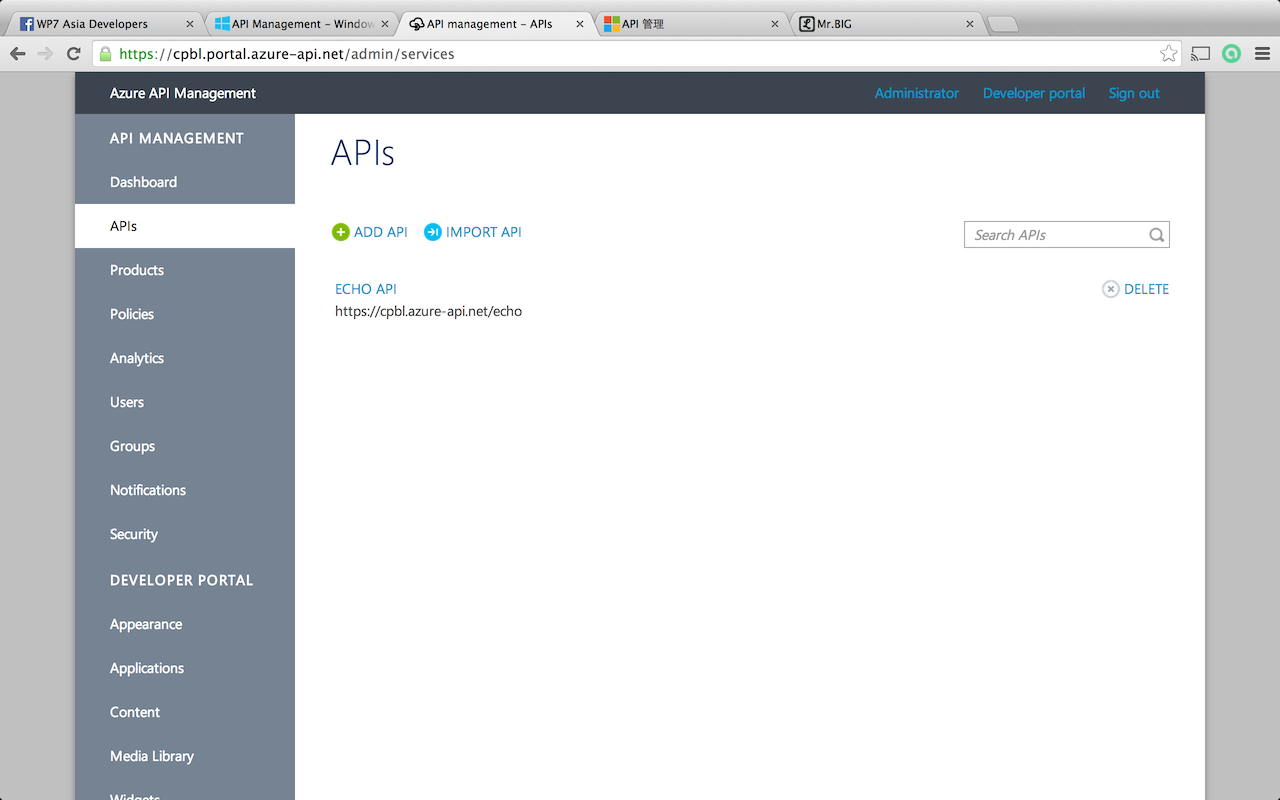 WP7 Asia Developers
API Management – Window
API management – APIs
API 管理
Mr.BIG
https://cpbl.portal.azure-api.net/admin/services
Azure API Management
Administrator
Developer portal
Sign out
API MANAGEMENT
Dashboard
APIs
Products
Policies
Analytics
Users
Groups
Notifications
Security
DEVELOPER PORTAL
Appearance
Applications
Content
Media Library
Widgets
APIs
ADD API
IMPORT API
Search APIs
ECHO API
DELETE
https://cpbl.azure-api.net/echo